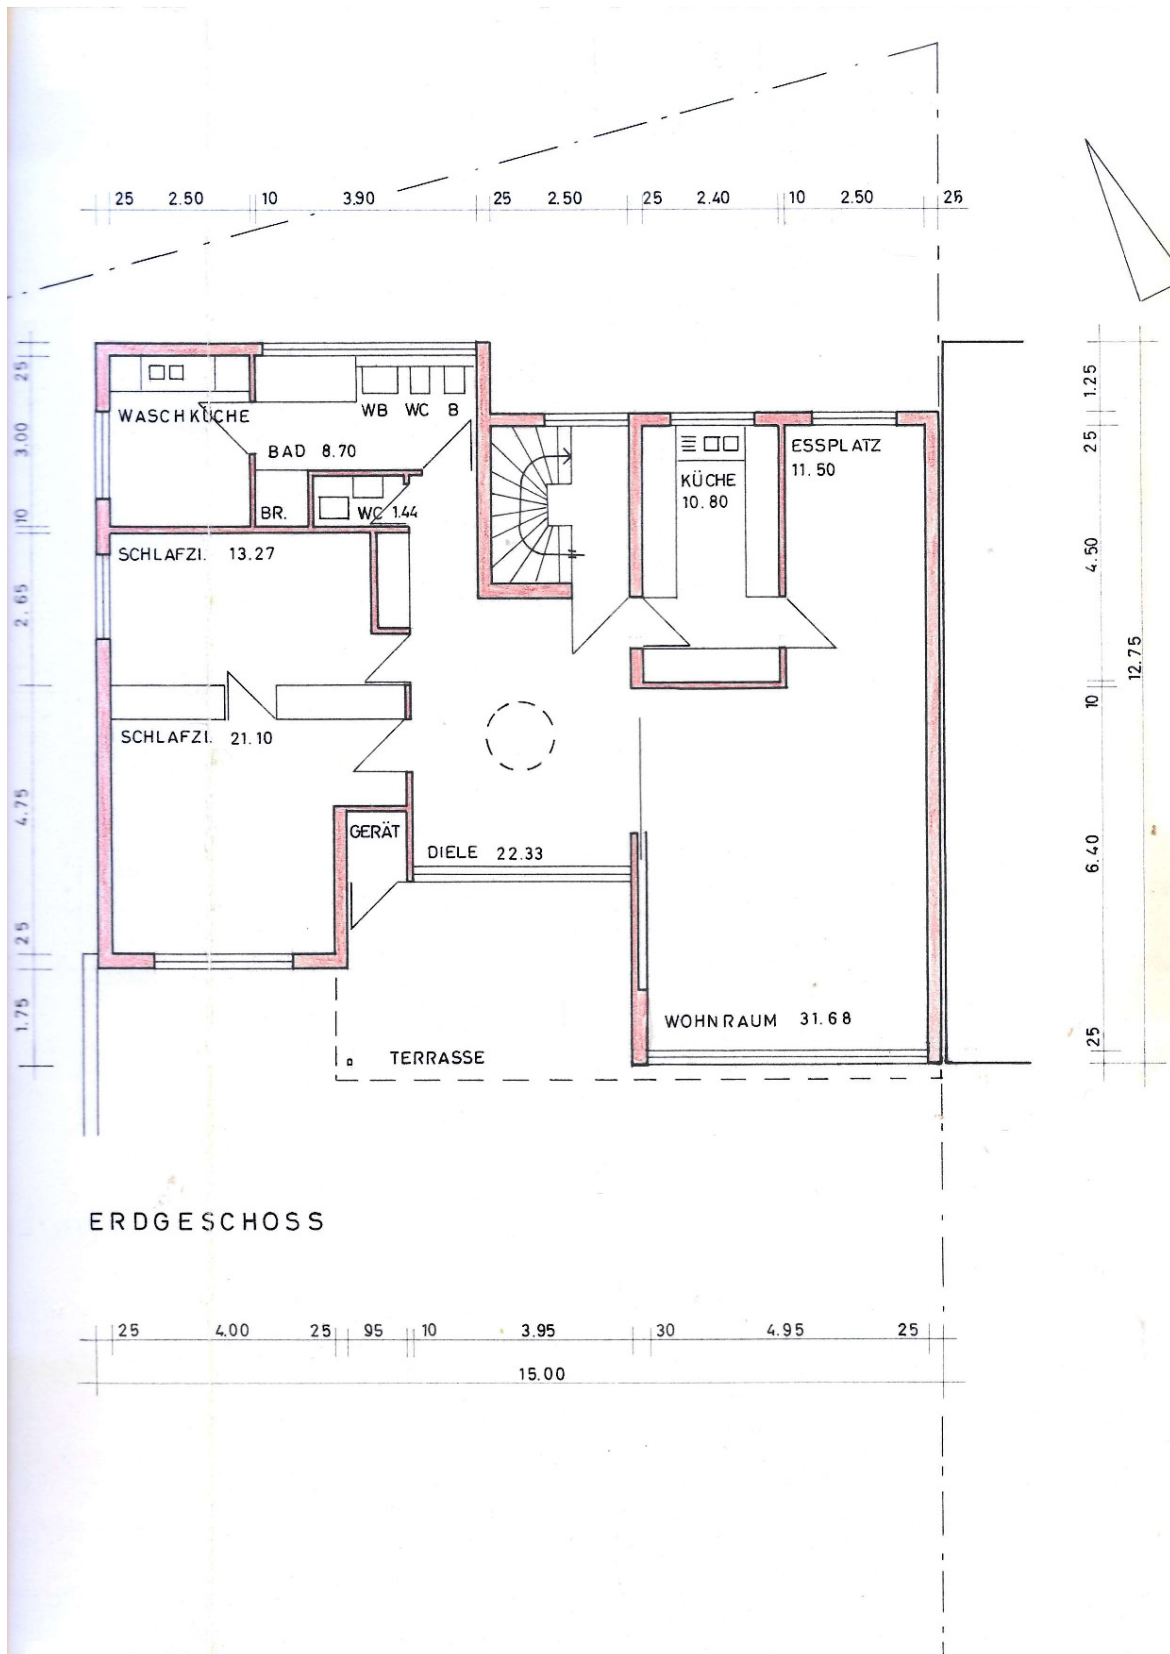 25 2.50 10 3.90 25 2.50 25 2.40 10 2.50 25
25
3.00
10
2.65
4.75
25
1.75
WASCHKÜCHE
WB WC B
BAD 8.70
BR.
WC 1.44
ESSPLATZ
11.50
KÜCHE
10.80
SCHLAFZI. 13.27
SCHLAFZI. 21.10
GERÄT
DIELE 22.33
WOHNRAUM 31.68
TERRASSE
1.25
25
4.50
10
6.40
25
12.75
ERDGESCHOSS
25 4.00 25 95 10 3.95 30 4.95 25
15.00